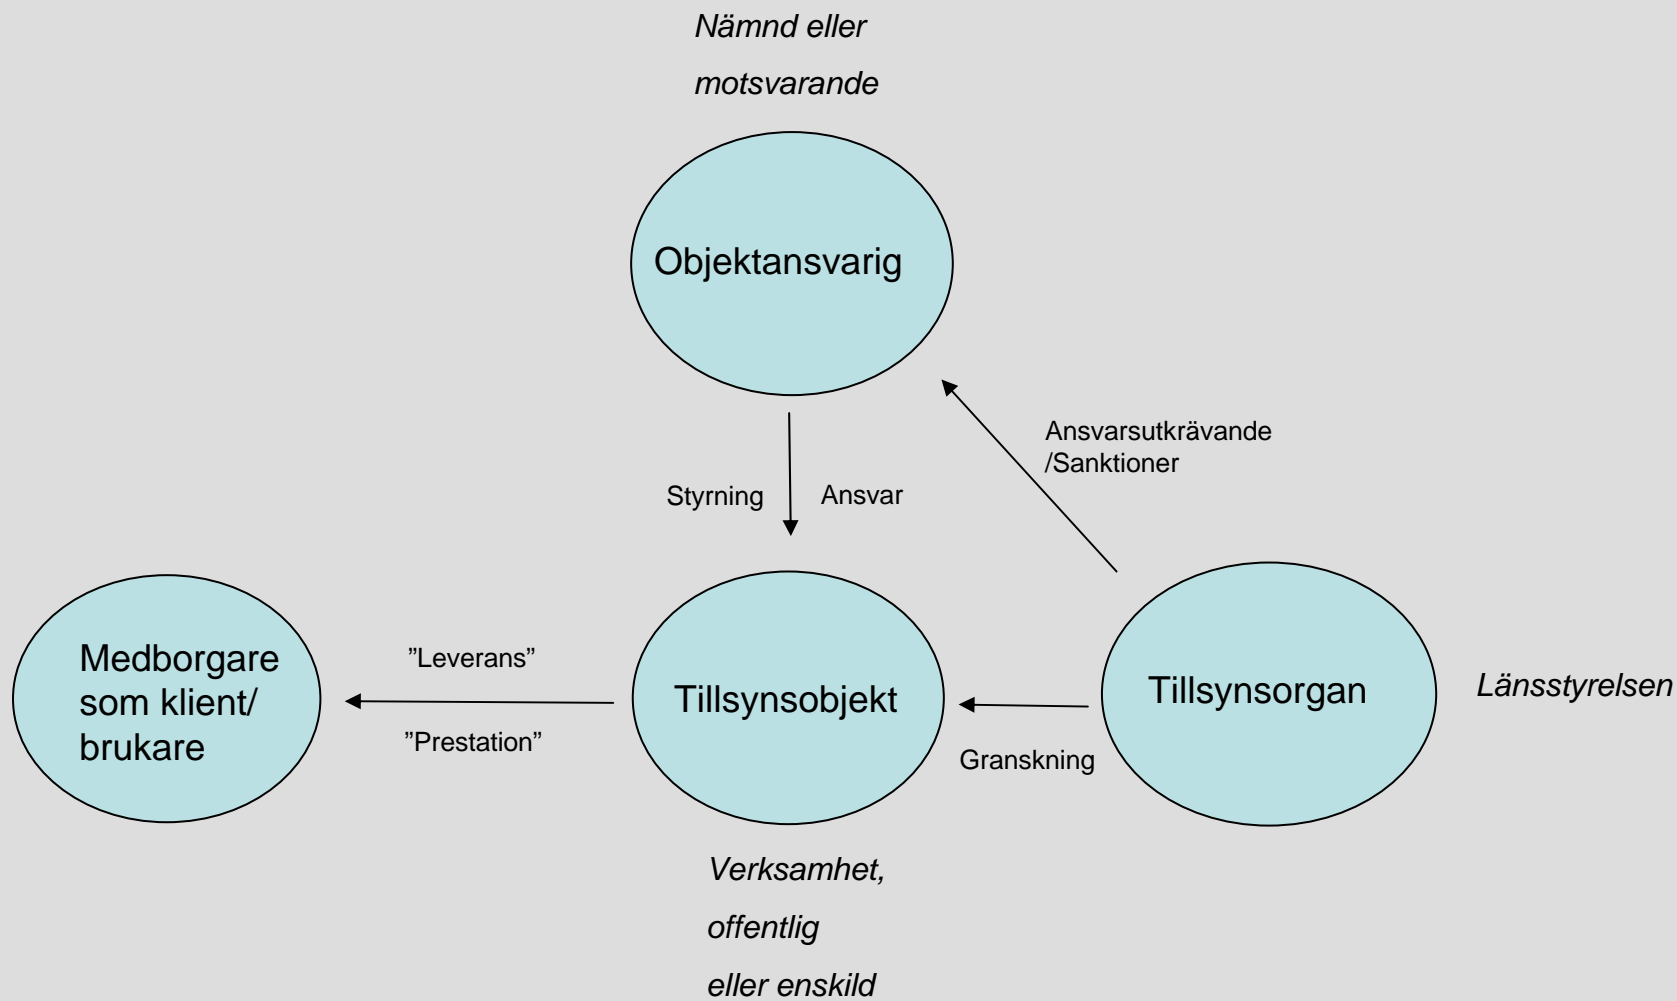 Nämnd eller
motsvarande
Objektansvarig
Ansvarsutkrävande
/Sanktioner
Styrning
Ansvar
Medborgare
som klient/
brukare
”Leverans”
”Prestation”
Tillsynsobjekt
Granskning
Tillsynsorgan
Länsstyrelsen
Verksamhet,
offentlig
eller enskild